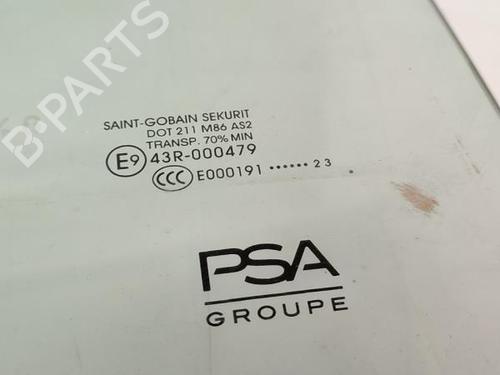 B-PARTS
SAINT-GOBAIN SEKURIT
DOT 211 M86 AS2
TRANSP. 70% MIN
E9 43R-000479
CCC E000191 ...... 23
PSA
GROUPE